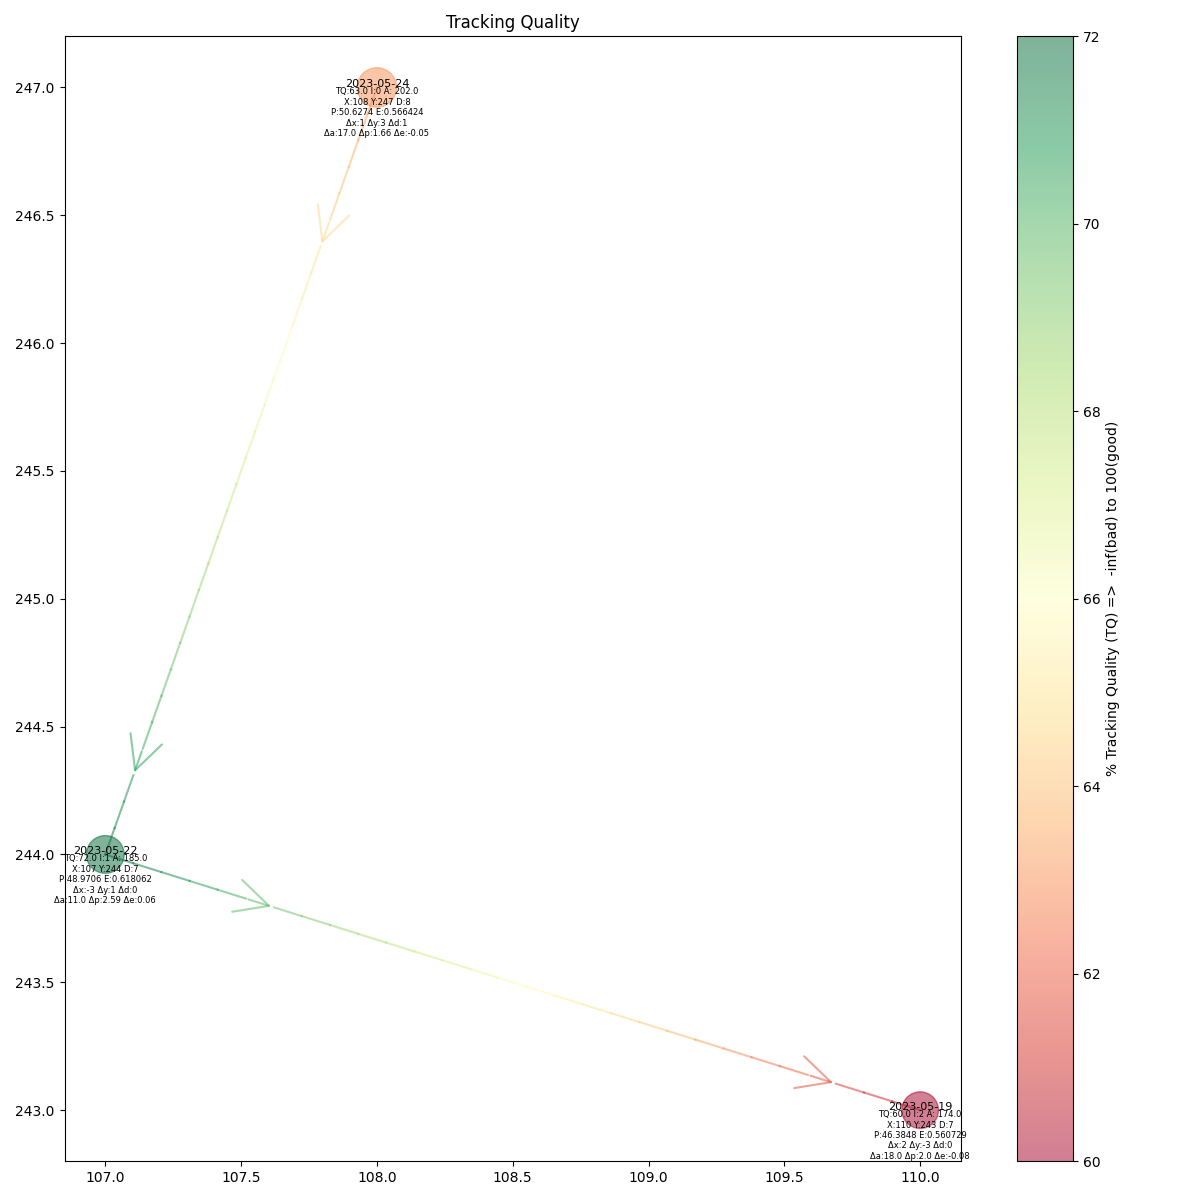 Tracking Quality
247.0
246.5
246.0
245.5
245.0
244.5
244.0
243.5
243.0
2023-05-24
TQ:63.0 I:0 A: 202.0
X:108 Y:247 D:8
P:50.6274 E:0.566424
Δx:1 Δy:3 Δd:1
Δa:17.0 Δp:1.66 Δe:-0.05
2023-05-22
TQ:72.0 I:1 A: 185.0
X:107 Y:244 D:7
P:48.9706 E:0.618062
Δx:-3 Δy:1 Δd:0
Δa:11.0 Δp:2.59 Δe:0.06
2023-05-19
TQ:60.0 I:2 A: 174.0
X:110 Y:243 D:7
P:46.3848 E:0.560729
Δx:2 Δy:-3 Δd:0
Δa:18.0 Δp:2.0 Δe:-0.08
107.0 107.5 108.0 108.5 109.0 109.5 110.0
72
70
68
66
64
62
60
% Tracking Quality (TQ) => -inf(bad) to 100(good)